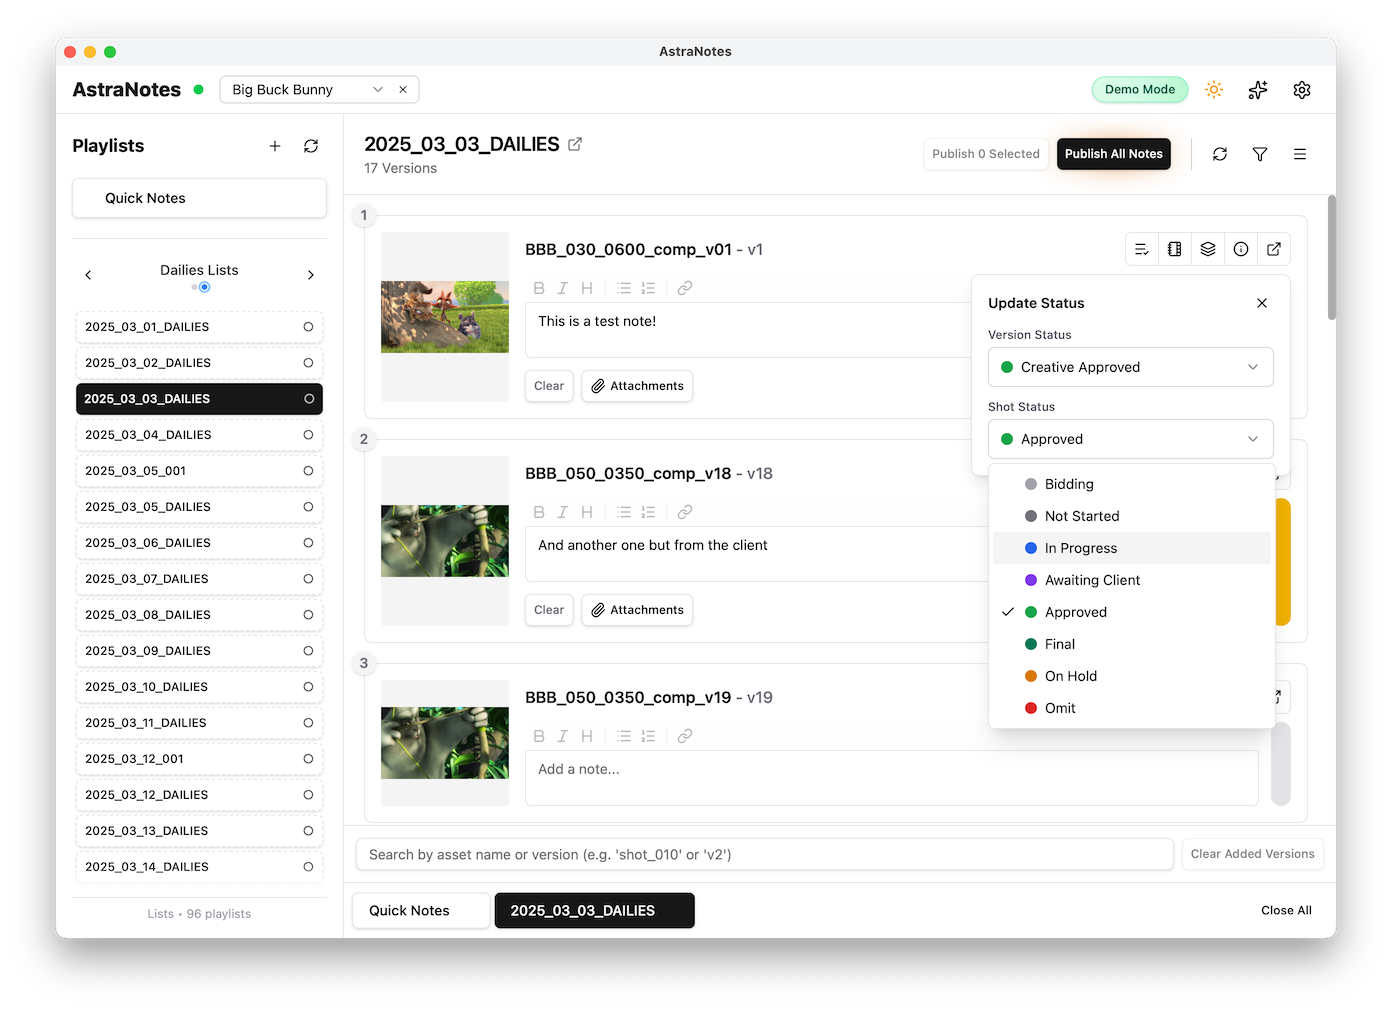 AstraNotes
AstraNotes
Big Buck Bunny
Demo Mode
Playlists
Quick Notes
Dailies Lists
2025_03_01_DAILIES
2025_03_02_DAILIES
2025_03_03_DAILIES
2025_03_04_DAILIES
2025_03_05_001
2025_03_05_DAILIES
2025_03_06_DAILIES
2025_03_07_DAILIES
2025_03_08_DAILIES
2025_03_09_DAILIES
2025_03_10_DAILIES
2025_03_11_DAILIES
2025_03_12_001
2025_03_12_DAILIES
2025_03_13_DAILIES
2025_03_14_DAILIES
Lists • 96 playlists
2025_03_03_DAILIES
17 Versions
Publish 0 Selected
Publish All Notes
1
BBB_030_0600_comp_v01 - v1
B I H
This is a test note!
Clear
Attachments
2
BBB_050_0350_comp_v18 - v18
B I H
And another one but from the client
Clear
Attachments
3
BBB_050_0350_comp_v19 - v19
B I H
Add a note...
Update Status
Version Status
Creative Approved
Shot Status
Approved
Bidding
Not Started
In Progress
Awaiting Client
Approved
Final
On Hold
Omit
Search by asset name or version (e.g. 'shot_010' or 'v2')
Clear Added Versions
Quick Notes
2025_03_03_DAILIES
Close All